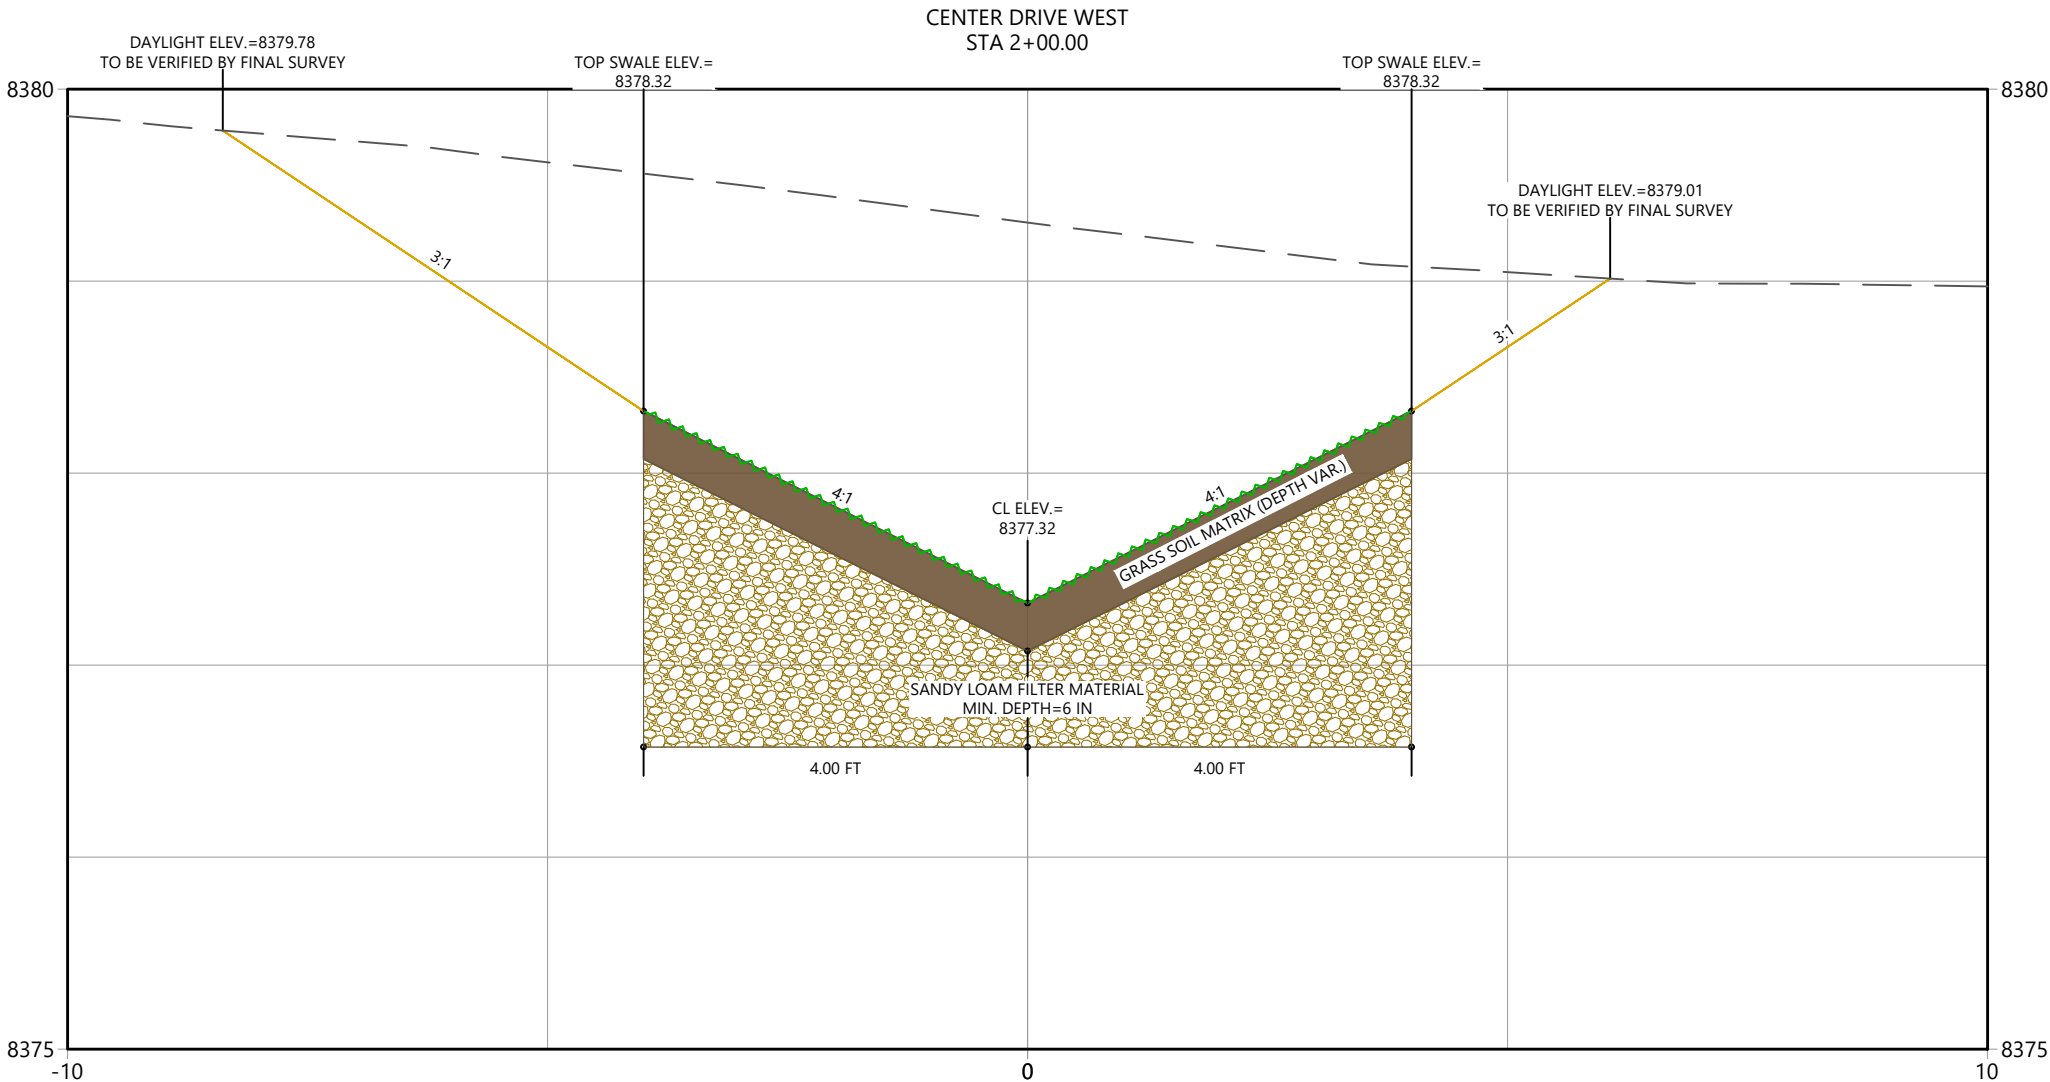 CENTER DRIVE WEST
STA 2+00.00
DAYLIGHT ELEV.=8379.78
TO BE VERIFIED BY FINAL SURVEY
TOP SWALE ELEV.=
8378.32
TOP SWALE ELEV.=
8378.32
8380
8380
DAYLIGHT ELEV.=8379.01
TO BE VERIFIED BY FINAL SURVEY
3:1
3:1
4:1
4:1
GRASS SOIL MATRIX (DEPTH VAR.)
CL ELEV.=
8377.32
SANDY LOAM FILTER MATERIAL
MIN. DEPTH=6 IN
4.00 FT
4.00 FT
8375
8375
-10
0
10